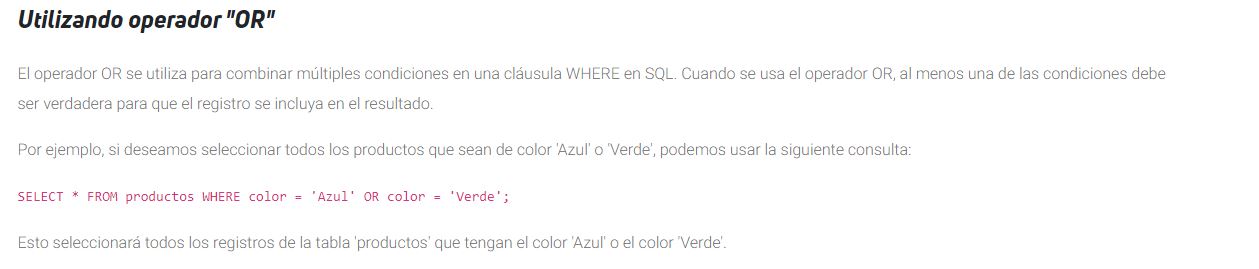 Utilizando operador "OR"
El operador OR se utiliza para combinar múltiples condiciones en una cláusula WHERE en SQL. Cuando se usa el operador OR, al menos una de las condiciones debe
ser verdadera para que el registro se incluya en el resultado.
Por ejemplo, si deseamos seleccionar todos los productos que sean de color 'Azul' o 'Verde', podemos usar la siguiente consulta:
SELECT * FROM productos WHERE color = 'Azul' OR color = 'Verde';
Esto seleccionará todos los registros de la tabla 'productos' que tengan el color 'Azul' o el color 'Verde'.